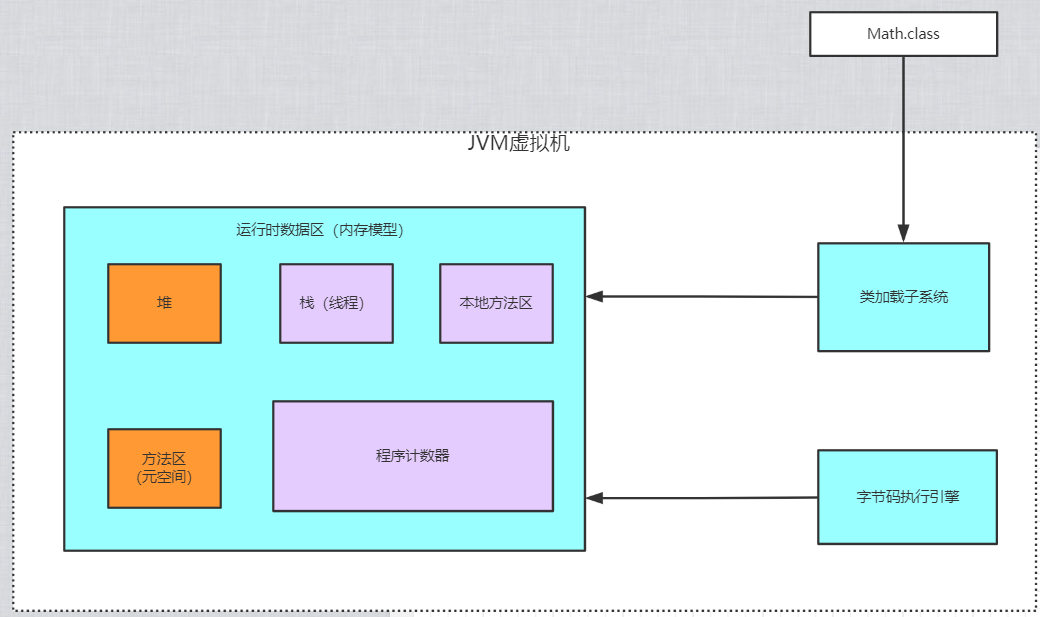 Math.class
JVM虚拟机
运行时数据区（内存模型）
堆
栈（线程）
本地方法区
类加载子系统
方法区
(元空间)
程序计数器
字节码执行引擎